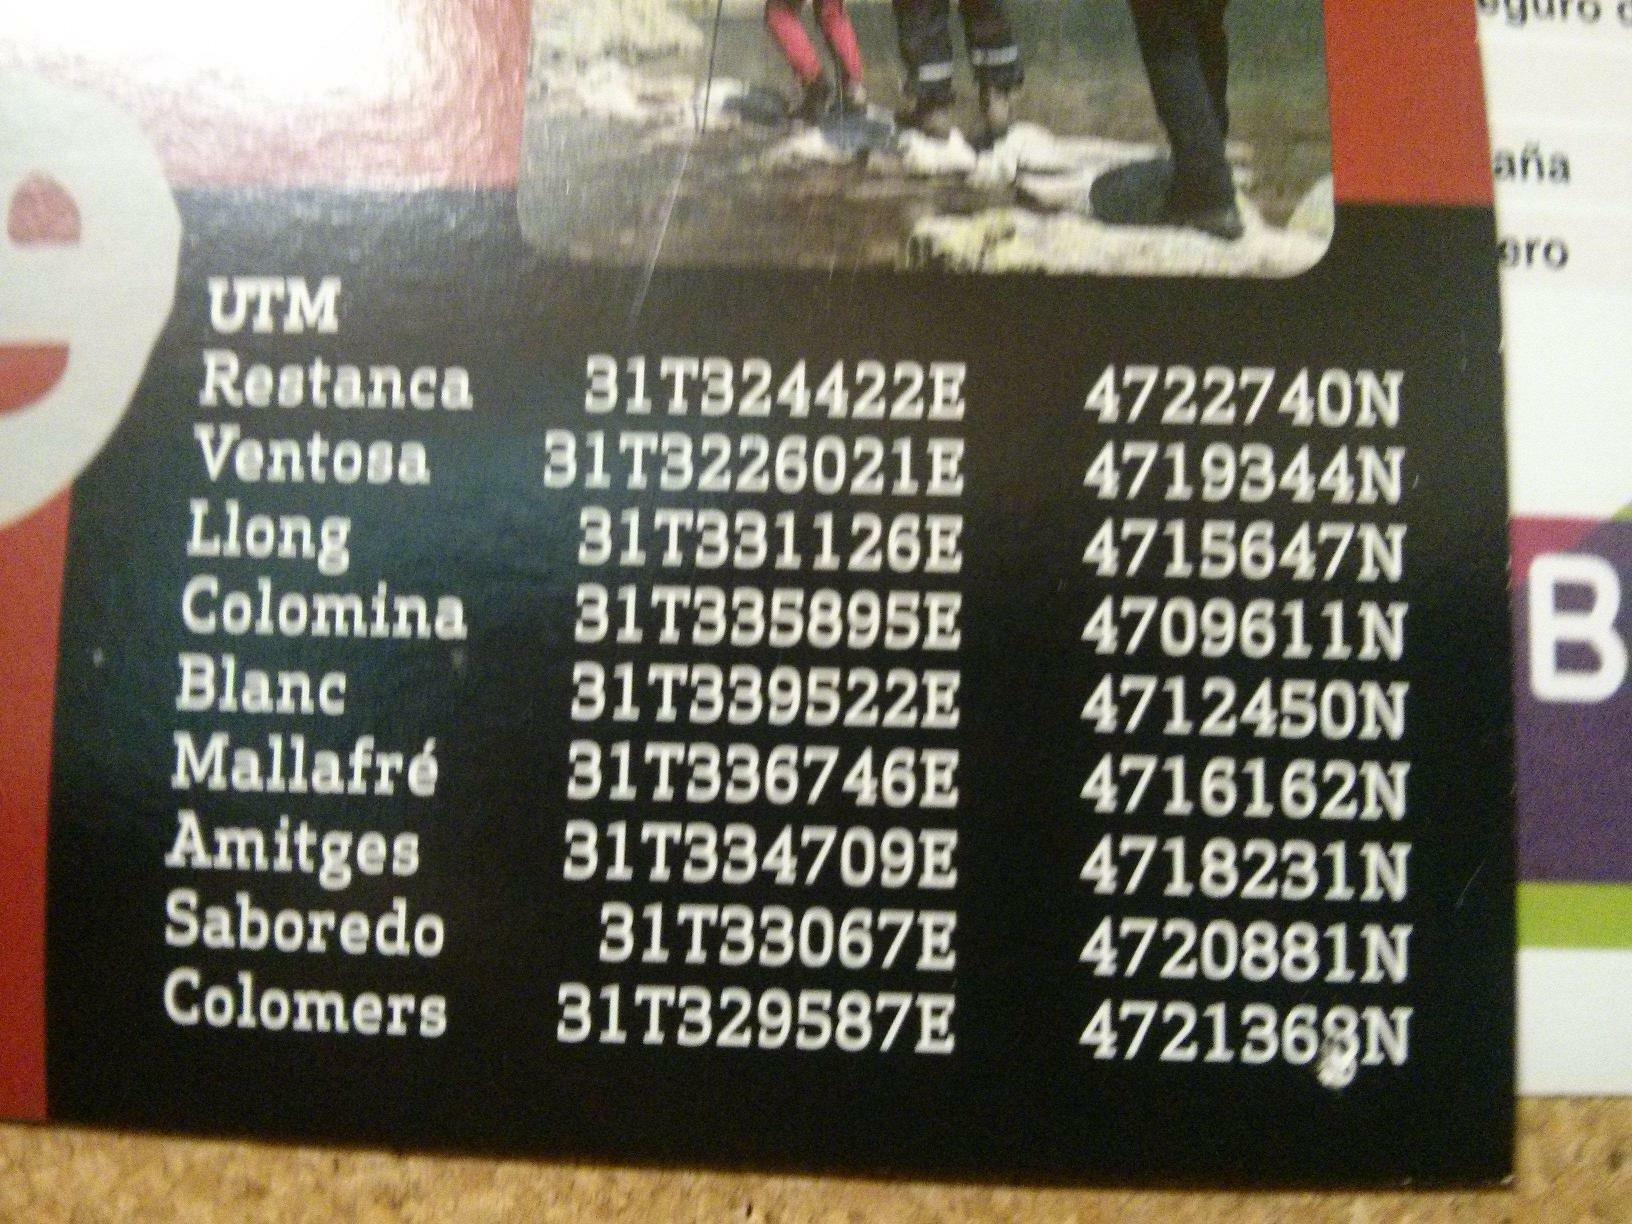 eguro
aña
ero
UTM
Restanca 31T324422E 4722740N
Ventosa 31T3226021E 4719344N
Llong 31T331126E 4715647N
Colomina 31T335895E 4709611N
Blanc 31T339522E 4712450N
Mallafré 31T336746E 4716162N
Amitges 31T334709E 4718231N
Saboredo 31T33067E 4720881N
Colomers 31T329587E 4721368N
B